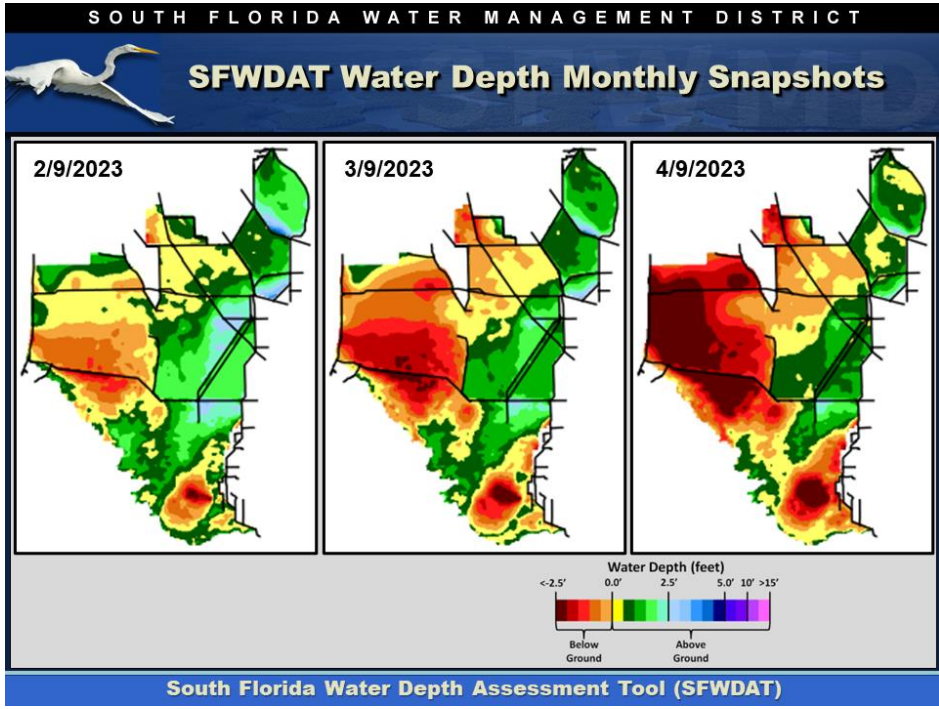 SOUTH FLORIDA WATER MANAGEMENT DISTRICT
SFWMD
SFWDAT Water Depth Monthly Snapshots
2/9/2023
3/9/2023
4/9/2023
Water Depth (feet)
<-2.5' 0.0' 2.5' 5.0' 10' >15'
Below Ground
Above Ground
South Florida Water Depth Assessment Tool (SFWDAT)